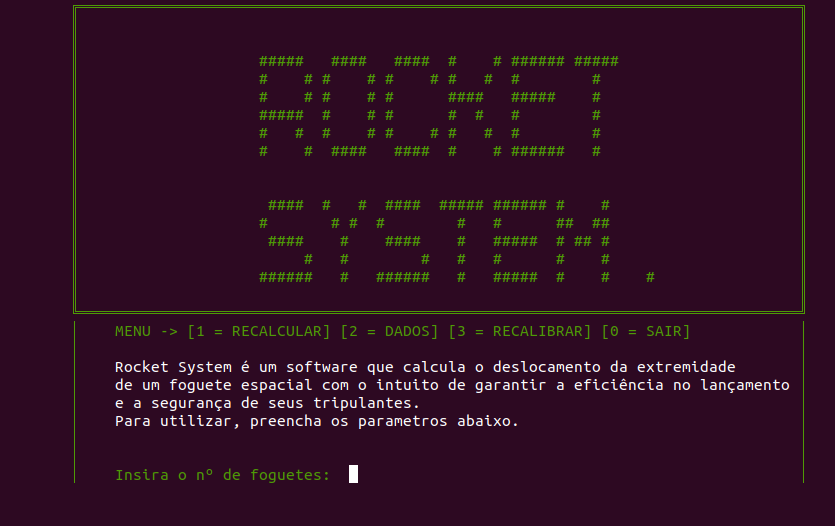 ROCKET
SYSTEM
MENU -> [1 = RECALCULAR] [2 = DADOS] [3 = RECALIBRAR] [0 = SAIR]
Rocket System é um software que calcula o deslocamento da extremidade
de um foguete espacial com o intuito de garantir a eficiência no lançamento
e a segurança de seus tripulantes.
Para utilizar, preencha os parametros abaixo.
Insira o nº de foguetes: